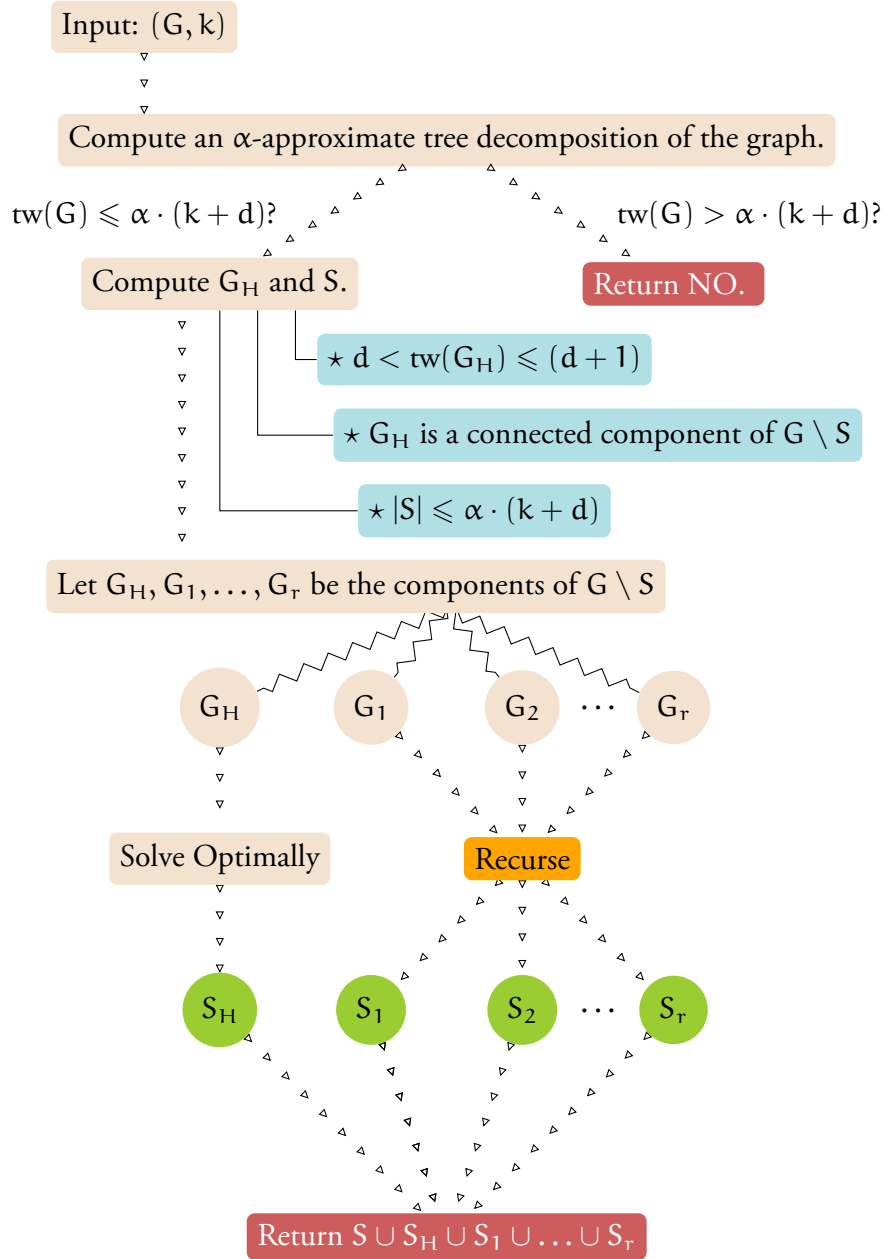 Input: (G, k)
Compute an α-approximate tree decomposition of the graph.
tw(G) ⩽ α · (k + d)?
tw(G) > α · (k + d)?
Compute G_H and S.
Return NO.
⋆ d < tw(G_H) ⩽ (d + 1)
⋆ G_H is a connected component of G \ S
⋆ |S| ⩽ α · (k + d)
Let G_H, G_1, . . . , G_r be the components of G \ S
G_H G_1 G_2 · · · G_r
Solve Optimally
Recurse
S_H S_1 S_2 · · · S_r
Return S ∪ S_H ∪ S_1 ∪ . . . ∪ S_r